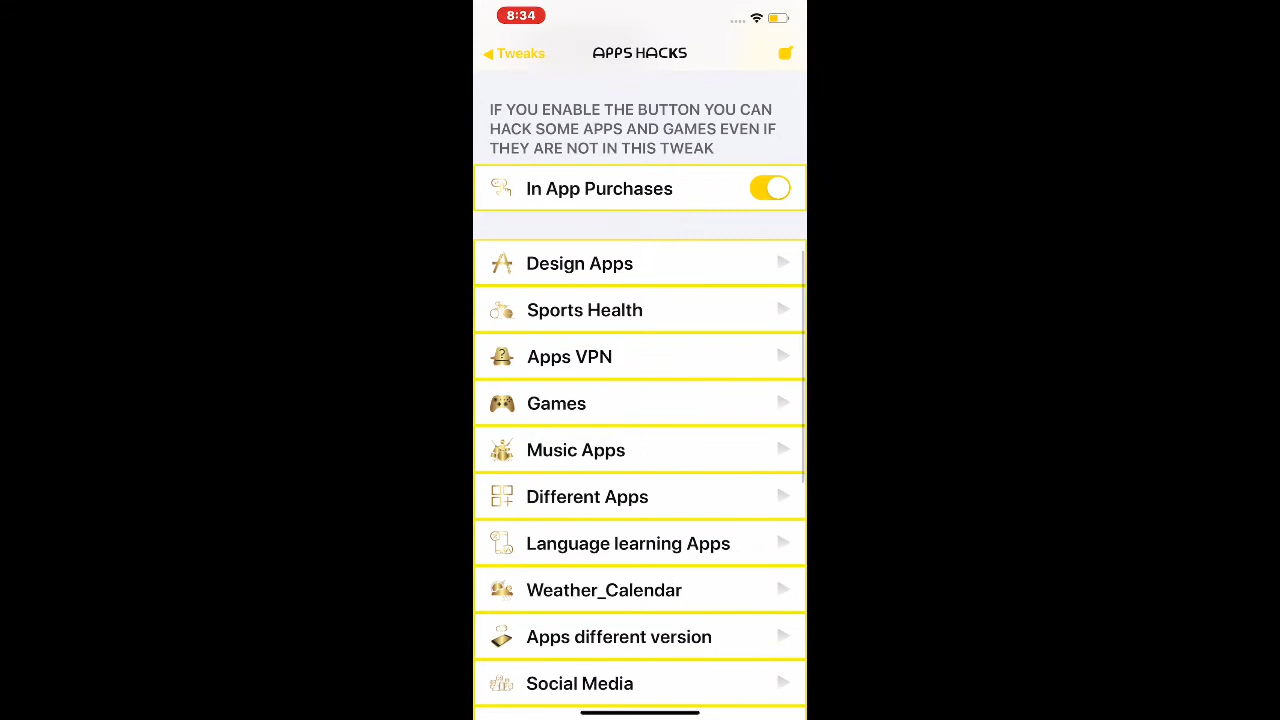 8:34
Tweaks
APPS HACKS
IF YOU ENABLE THE BUTTON YOU CAN
HACK SOME APPS AND GAMES EVEN IF
THEY ARE NOT IN THIS TWEAK
In App Purchases
Design Apps
Sports Health
Apps VPN
Games
Music Apps
Different Apps
Language learning Apps
Weather_Calendar
Apps different version
Social Media